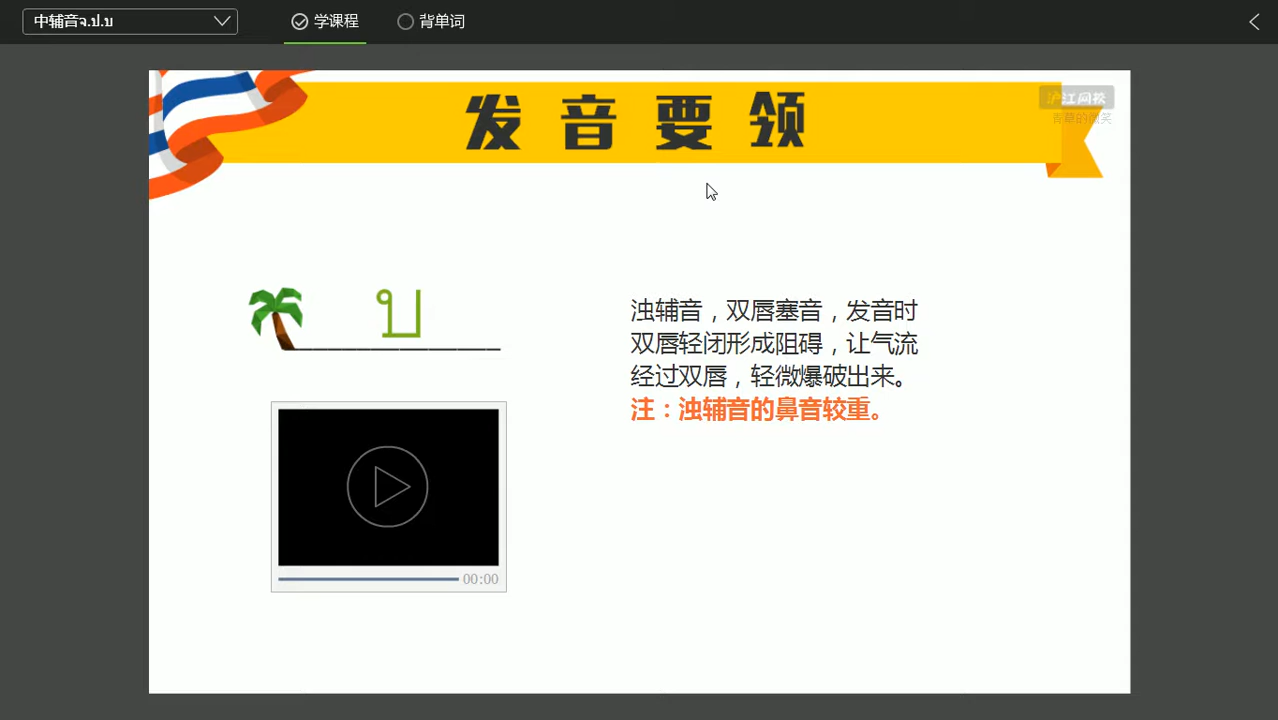 中辅音จ.ป.บ
学课程
背单词
发音要领
沪江网校
บ
浊辅音，双唇塞音，发音时
双唇轻闭形成阻碍，让气流
经过双唇，轻微爆破出来。
注：浊辅音的鼻音较重。
00:00